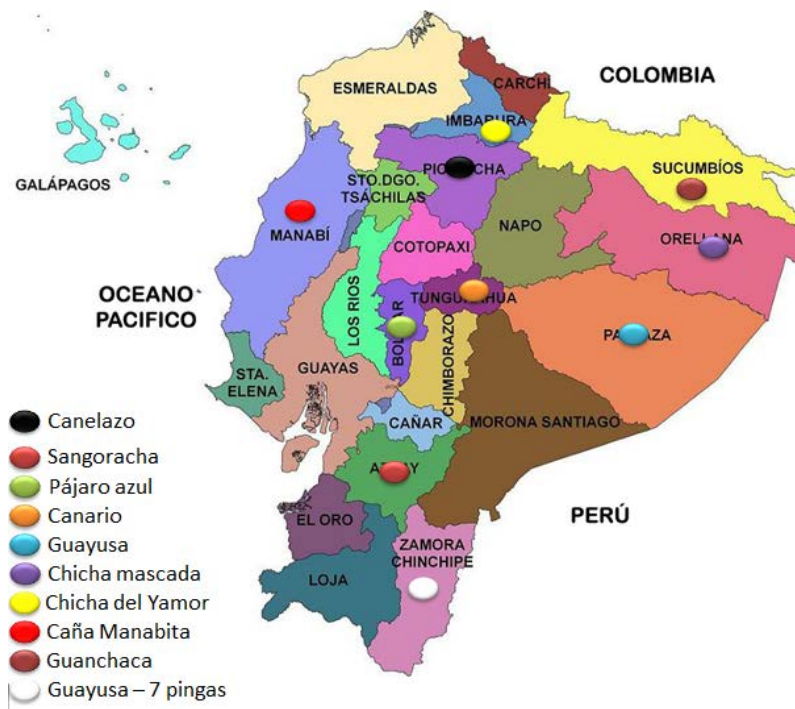 COLOMBIA
CARCHI
ESMERALDAS
IMBABURA
SUCUMBÍOS
GALÁPAGOS
STO.DGO.
TSÁCHILAS
MANABÍ
NAPO
ORELLANA
COTOPAXI
OCEANO
PACIFICO
TUNGURAHUA
LOS RIOS
CHIMBORAZO
STA.
ELENA
GUAYAS
CAÑAR
MORONA SANTIAGO
PERÚ
EL ORO
ZAMORA
CHINCHIPE
LOJA
Canelazo
Sangoracha
Pájaro azul
Canario
Guayusa
Chicha mascada
Chicha del Yamor
Caña Manabita
Guanchaca
Guayusa – 7 pingas